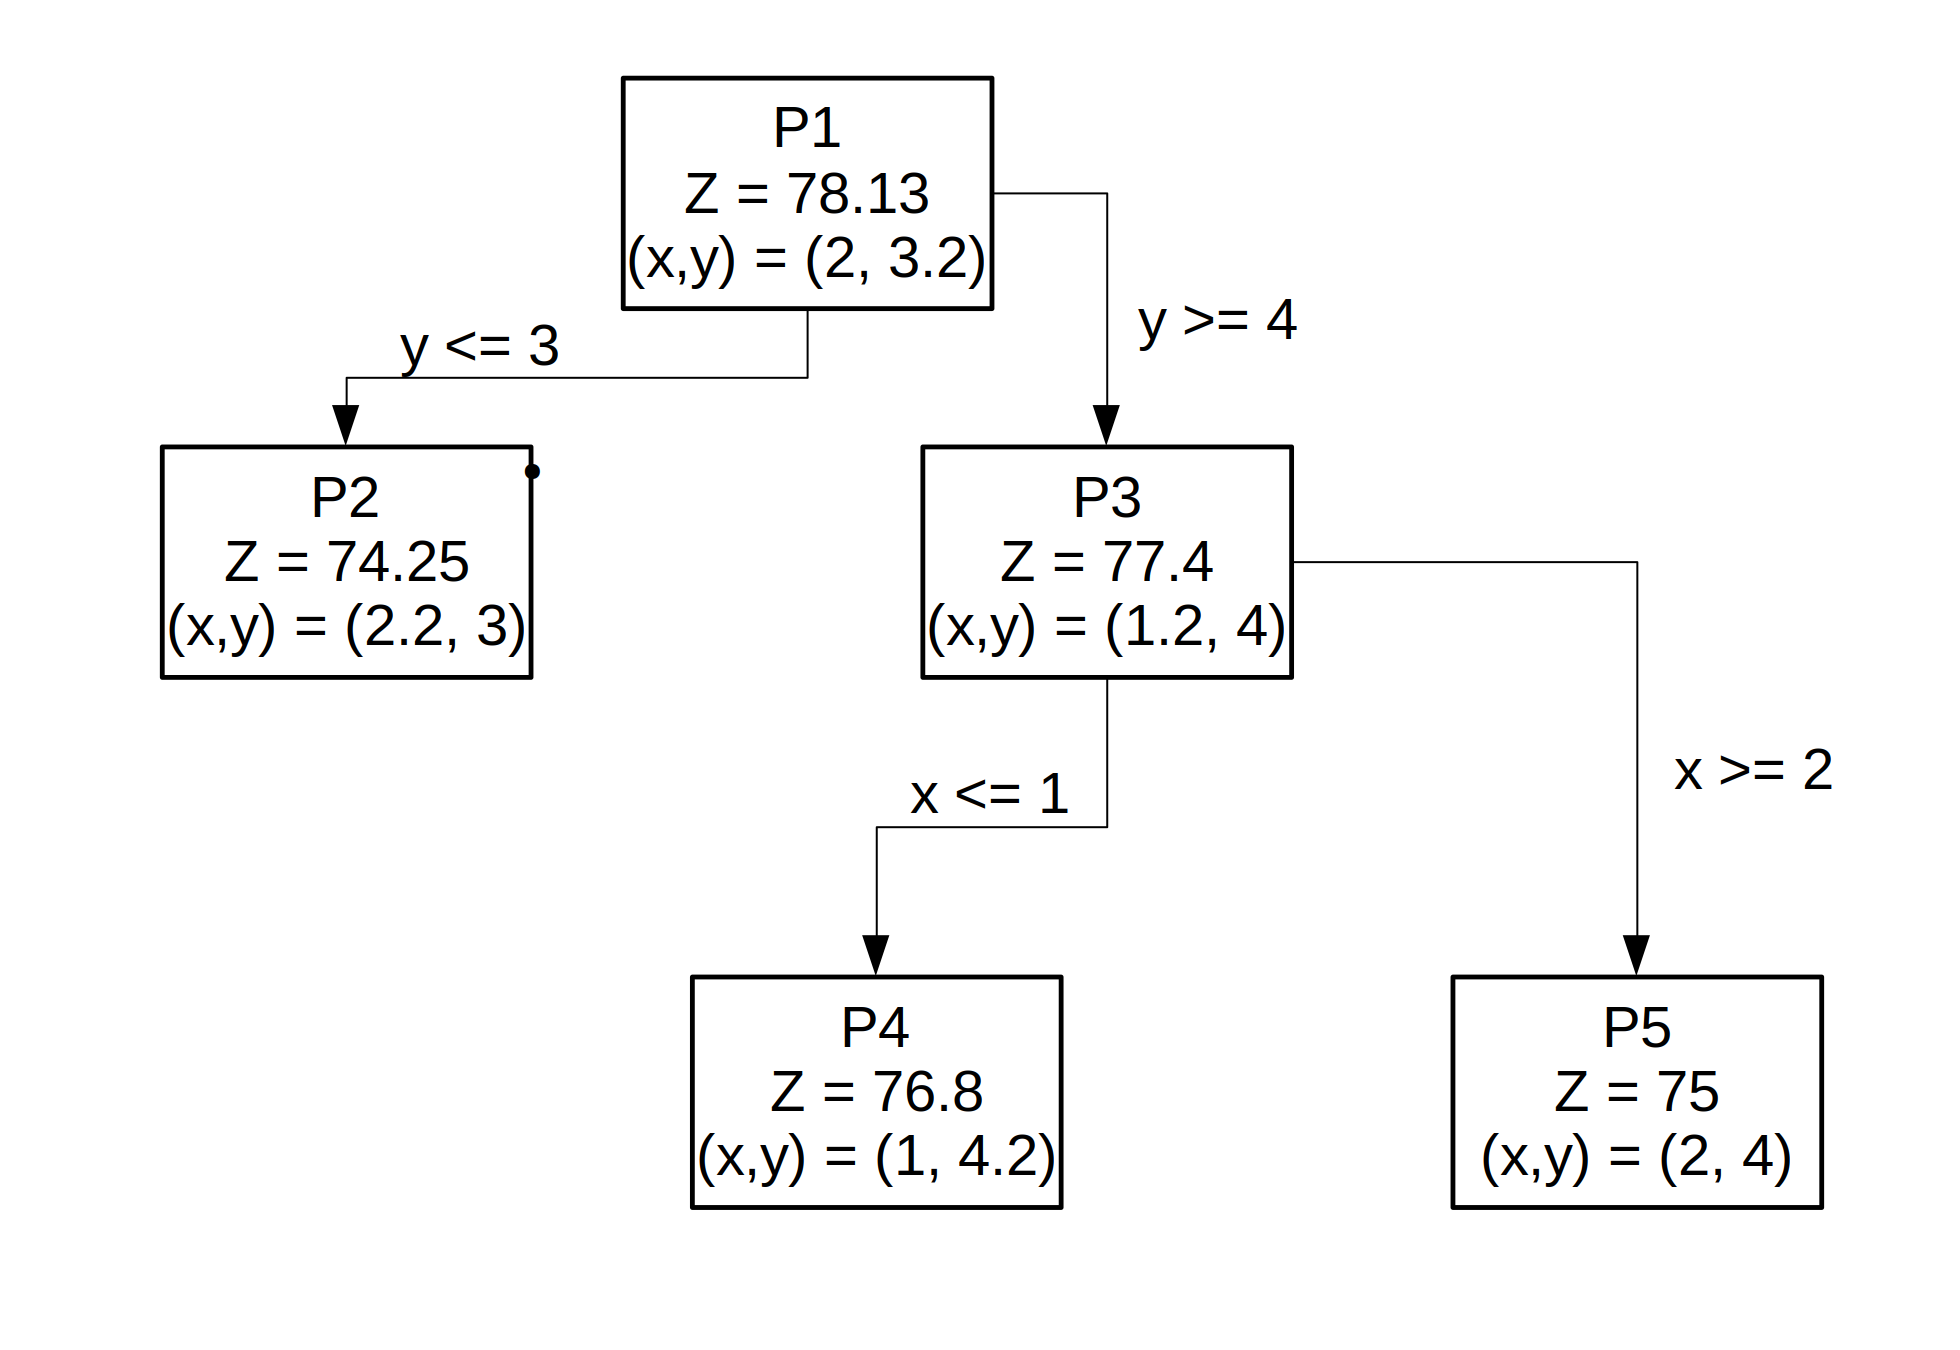 P1
Z = 78.13
(x,y) = (2, 3.2)
y <= 3
y >= 4
P2
Z = 74.25
(x,y) = (2.2, 3)
P3
Z = 77.4
(x,y) = (1.2, 4)
x <= 1
x >= 2
P4
Z = 76.8
(x,y) = (1, 4.2)
P5
Z = 75
(x,y) = (2, 4)